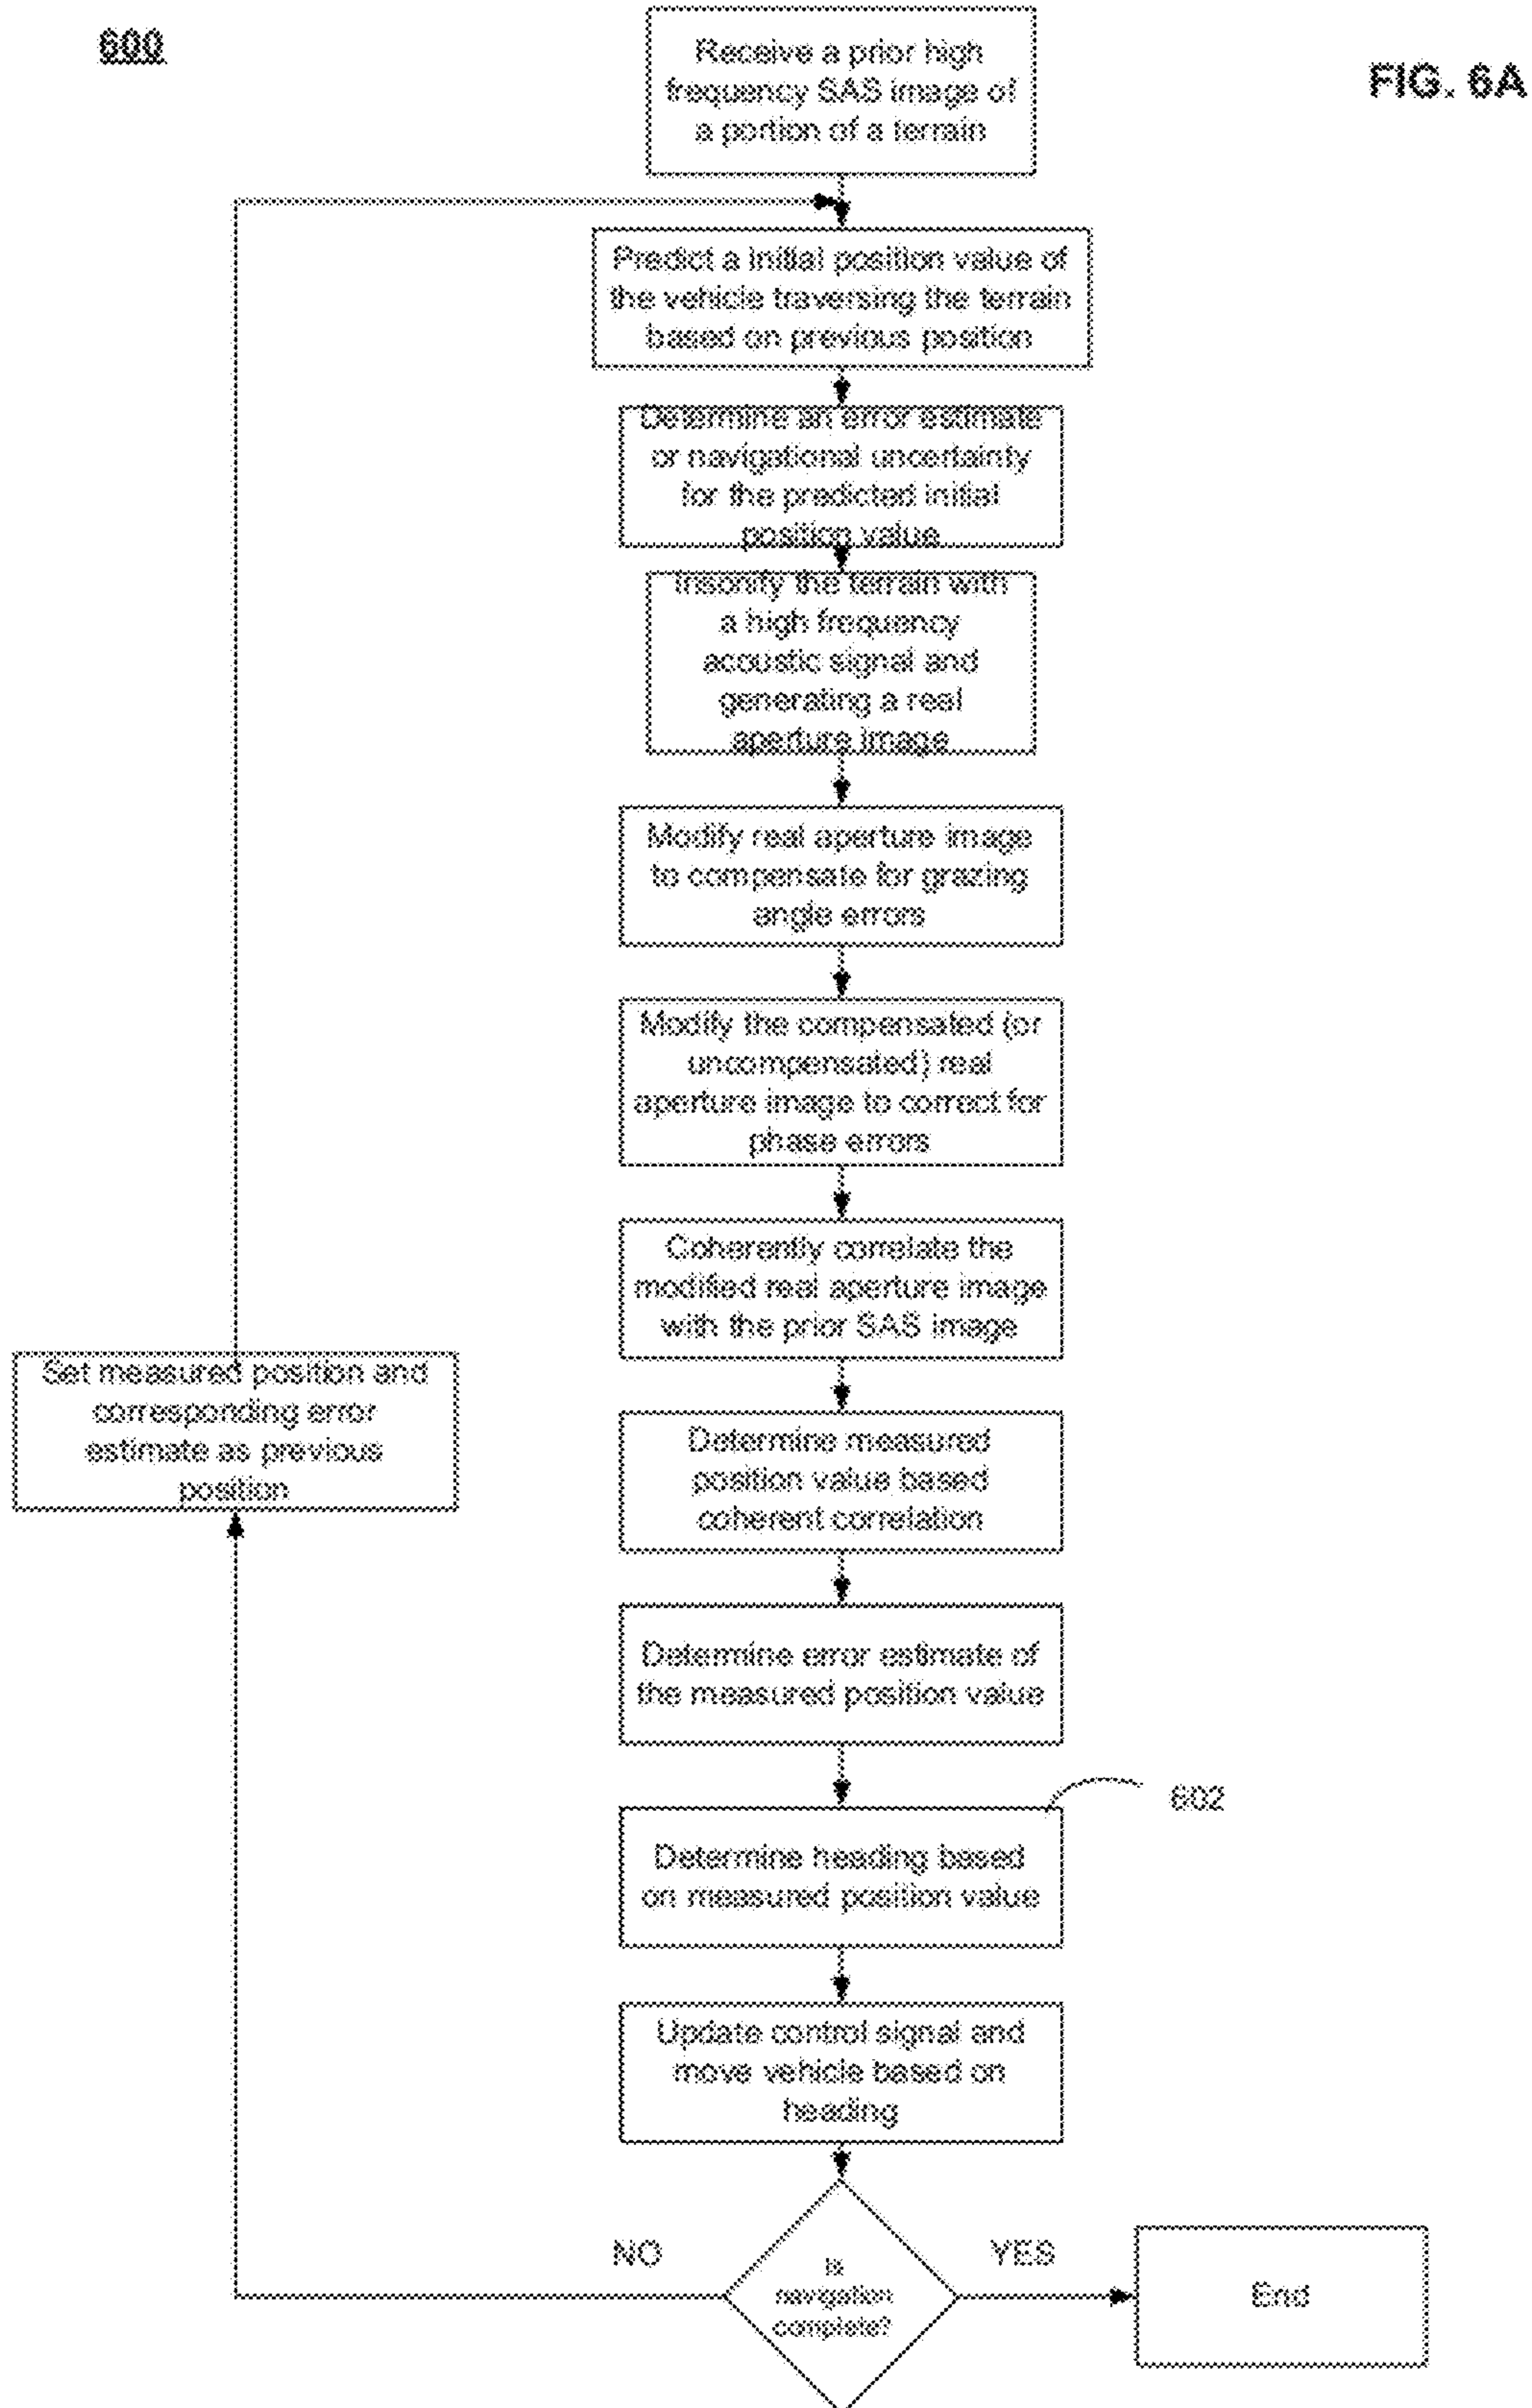 600
FIG. 6A
Receive a prior high
frequency SAS image of
a portion of a terrain
Predict a initial position value of
the vehicle traversing the terrain
based on previous position
Determine an error estimate
or navigational uncertainty
for the predicted initial
position value
Insonify the terrain with
a high frequency
acoustic signal and
generating a real
aperture image
Modify real aperture image
to compensate for grazing
angle errors
Modify the compensated (or
uncompensated) real
aperture image to correct for
phase errors
Coherently correlate the
modified real aperture image
with the prior SAS image
Set measured position and
corresponding error
estimate as previous
position
Determine measured
position value based
coherent correlation
Determine error estimate of
the measured position value
602
Determine heading based
on measured position value
Update control signal and
move vehicle based on
heading
NO
YES
Is
navigation
complete?
End